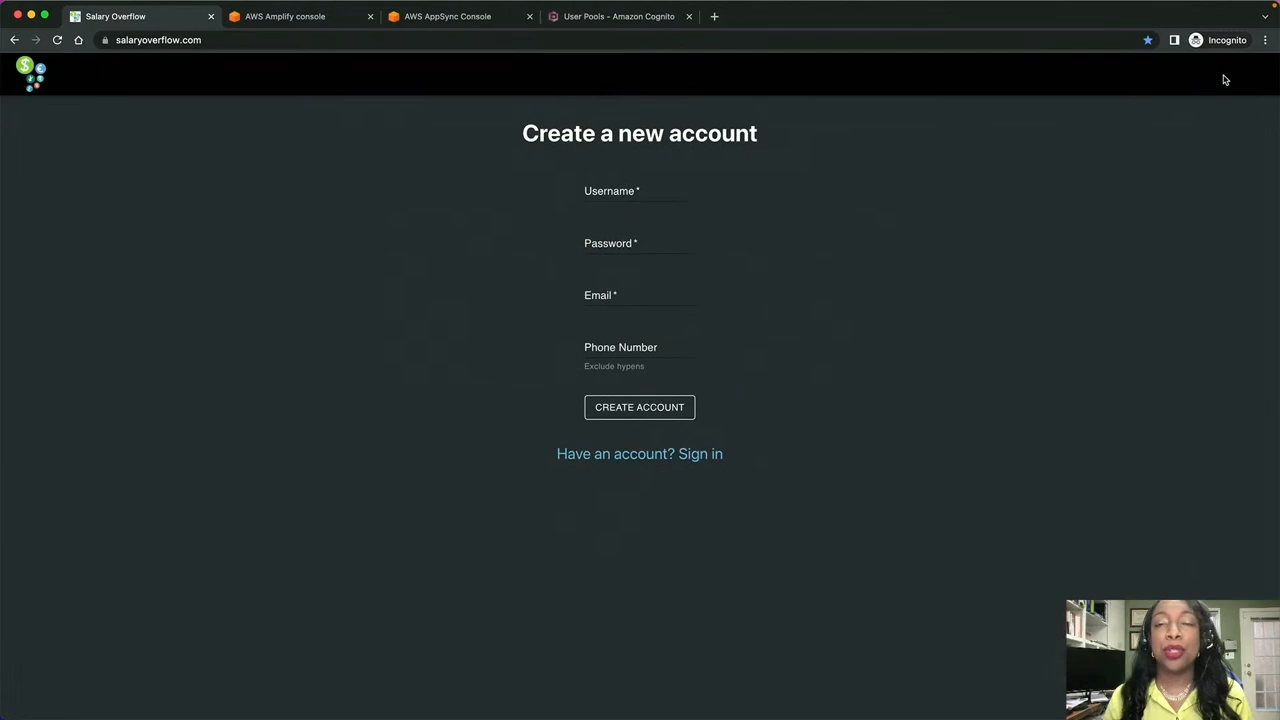 Salary Overflow
AWS Amplify console
AWS AppSync Console
User Pools - Amazon Cognito
salaryoverflow.com
Incognito
$
Create a new account
Username *
Password *
Email *
Phone Number
Exclude hypens
CREATE ACCOUNT
Have an account? Sign in